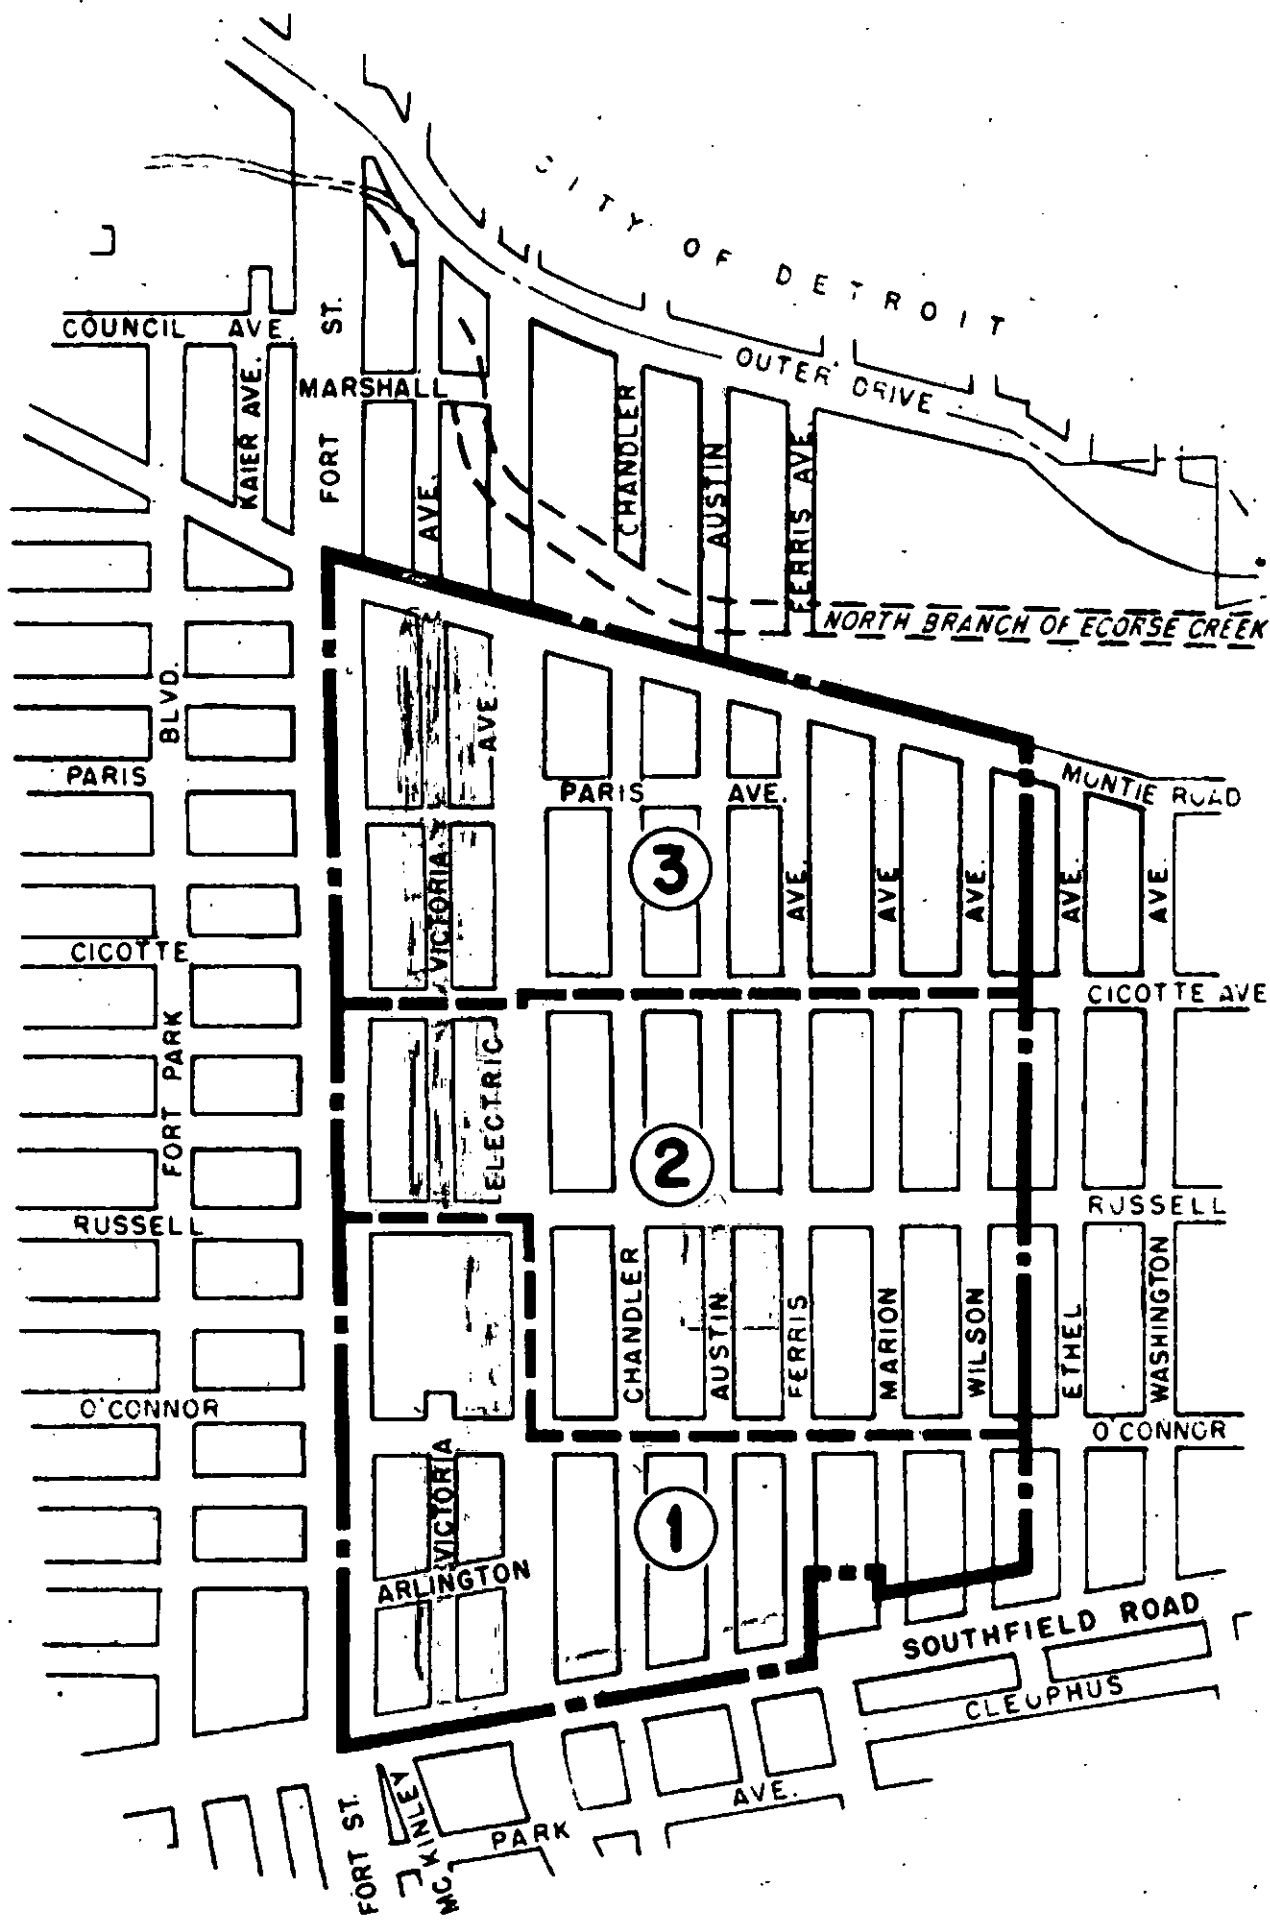 CITY OF DETROIT
COUNCIL AVE.
FORT ST.
OUTER DRIVE
KAIER AVE.
MARSHALL
AVE.
CHANDLER
AUSTIN
FERRIS AVE.
NORTH BRANCH OF ECORSE CREEK
BLVD.
AVE.
PARIS
PARIS AVE.
MONTIE ROAD
3
VICTORIA
AVE.
AVE
AVE.
AVE.
AVE.
CICOTTE
CICOTTE AVE
FORT PARK
ELECTRIC
2
RUSSELL
RUSSELL
CHANDLER
AUSTIN
FERRIS
MARION
WILSON
ETHEL
WASHINGTON
O'CONNOR
O'CONNOR
VICTORIA
1
ARLINGTON
SOUTHFIELD ROAD
CLEOPHUS
FORT ST.
MC KINLEY
PARK AVE.